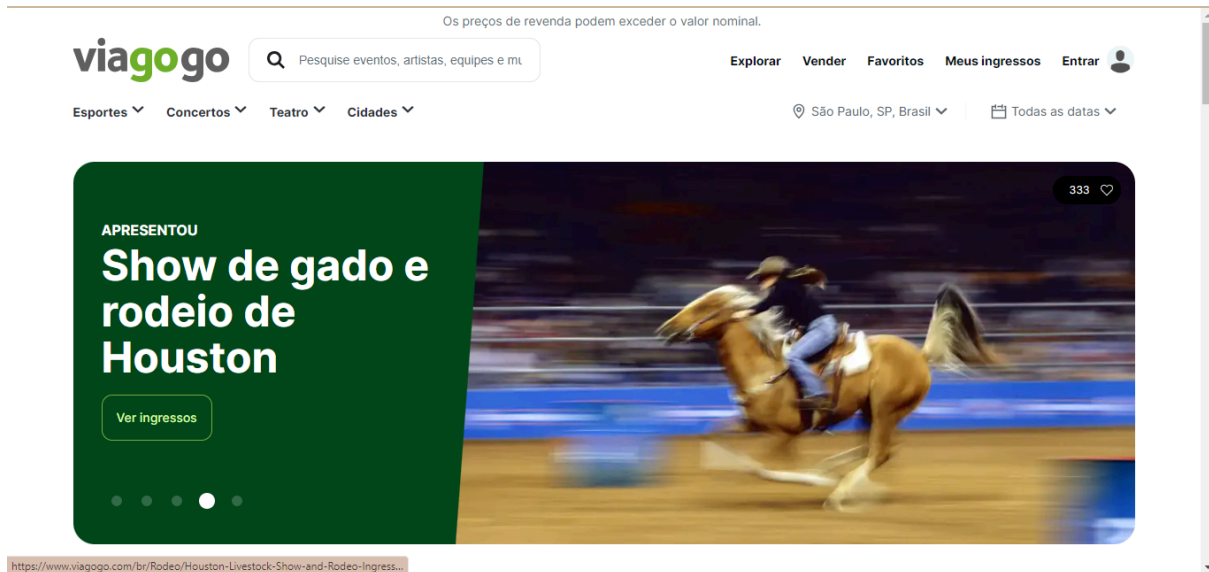 Os preços de revenda podem exceder o valor nominal.
viagogo
Pesquise eventos, artistas, equipes e mu
Explorar Vender Favoritos Meus ingressos Entrar
Esportes Concertos Teatro Cidades
São Paulo, SP, Brasil Todas as datas
333
APRESENTOU
Show de gado e
rodeio de
Houston
Ver ingressos
https://www.viagogo.com/br/Rodeo/Houston-Livestock-Show-and-Rodeo-Ingress...